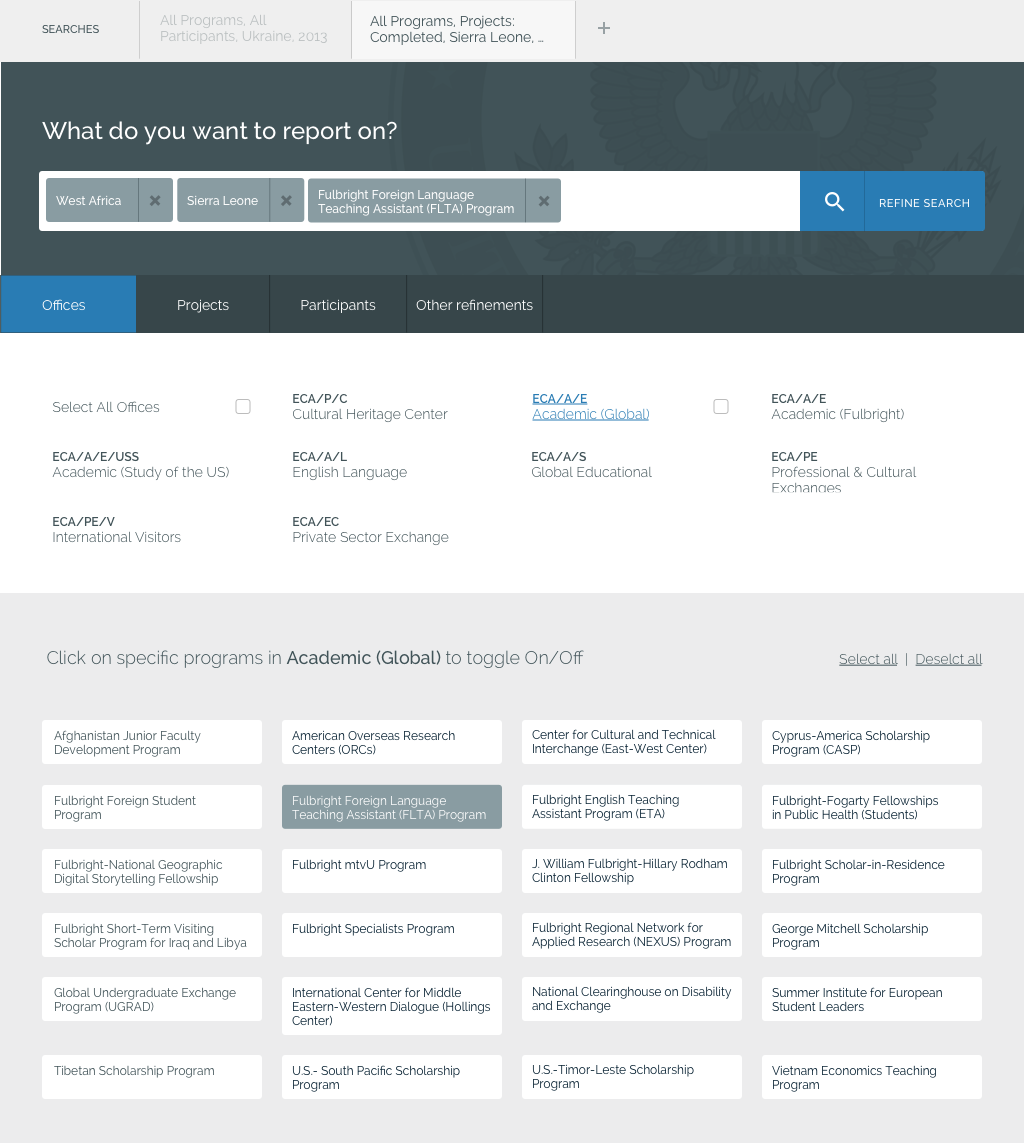 SEARCHES
All Programs, All
Participants, Ukraine, 2013
All Programs, Projects:
Completed, Sierra Leone, ...
+
What do you want to report on?
West Africa
Sierra Leone
Fulbright Foreign Language
Teaching Assistant (FLTA) Program
REFINE SEARCH
Offices
Projects
Participants
Other refinements
Select All Offices
ECA/P/C
Cultural Heritage Center
ECA/A/E
Academic (Global)
ECA/A/E
Academic (Fulbright)
ECA/A/E/USS
Academic (Study of the US)
ECA/A/L
English Language
ECA/A/S
Global Educational
ECA/PE
Professional & Cultural
Exchanges
ECA/PE/V
International Visitors
ECA/EC
Private Sector Exchange
Click on specific programs in Academic (Global) to toggle On/Off
Select all | Deselct all
Afghanistan Junior Faculty
Development Program
American Overseas Research
Centers (ORCs)
Center for Cultural and Technical
Interchange (East-West Center)
Cyprus-America Scholarship
Program (CASP)
Fulbright Foreign Student
Program
Fulbright Foreign Language
Teaching Assistant (FLTA) Program
Fulbright English Teaching
Assistant Program (ETA)
Fulbright-Fogarty Fellowships
in Public Health (Students)
Fulbright-National Geographic
Digital Storytelling Fellowship
Fulbright mtvU Program
J. William Fulbright-Hillary Rodham
Clinton Fellowship
Fulbright Scholar-in-Residence
Program
Fulbright Short-Term Visiting
Scholar Program for Iraq and Libya
Fulbright Specialists Program
Fulbright Regional Network for
Applied Research (NEXUS) Program
George Mitchell Scholarship
Program
Global Undergraduate Exchange
Program (UGRAD)
International Center for Middle
Eastern-Western Dialogue (Hollings
Center)
National Clearinghouse on Disability
and Exchange
Summer Institute for European
Student Leaders
Tibetan Scholarship Program
U.S.- South Pacific Scholarship
Program
U.S.-Timor-Leste Scholarship
Program
Vietnam Economics Teaching
Program